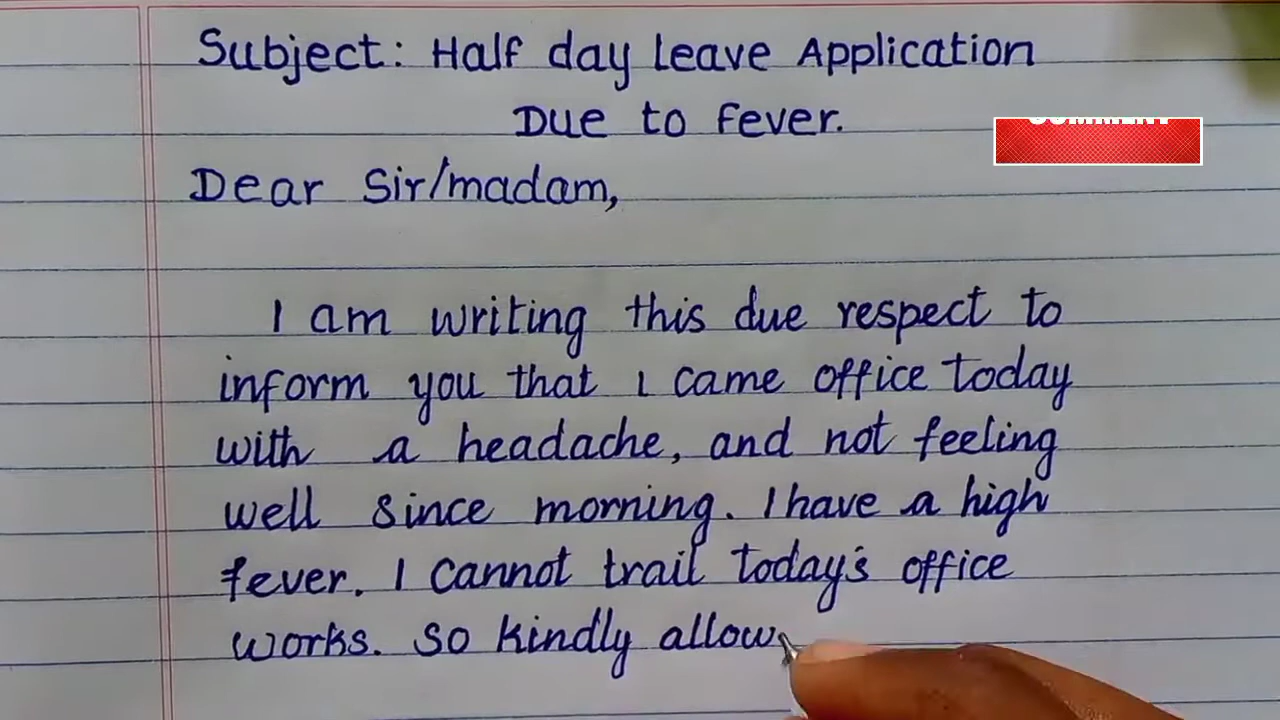 Subject: Half day Leave Application
Due to fever.
Dear Sir/madam,
I am writing this due respect to
inform you that I came office today
with a headache, and not feeling
well since morning. I have a high
fever. I cannot trail today's office
works. So kindly allow